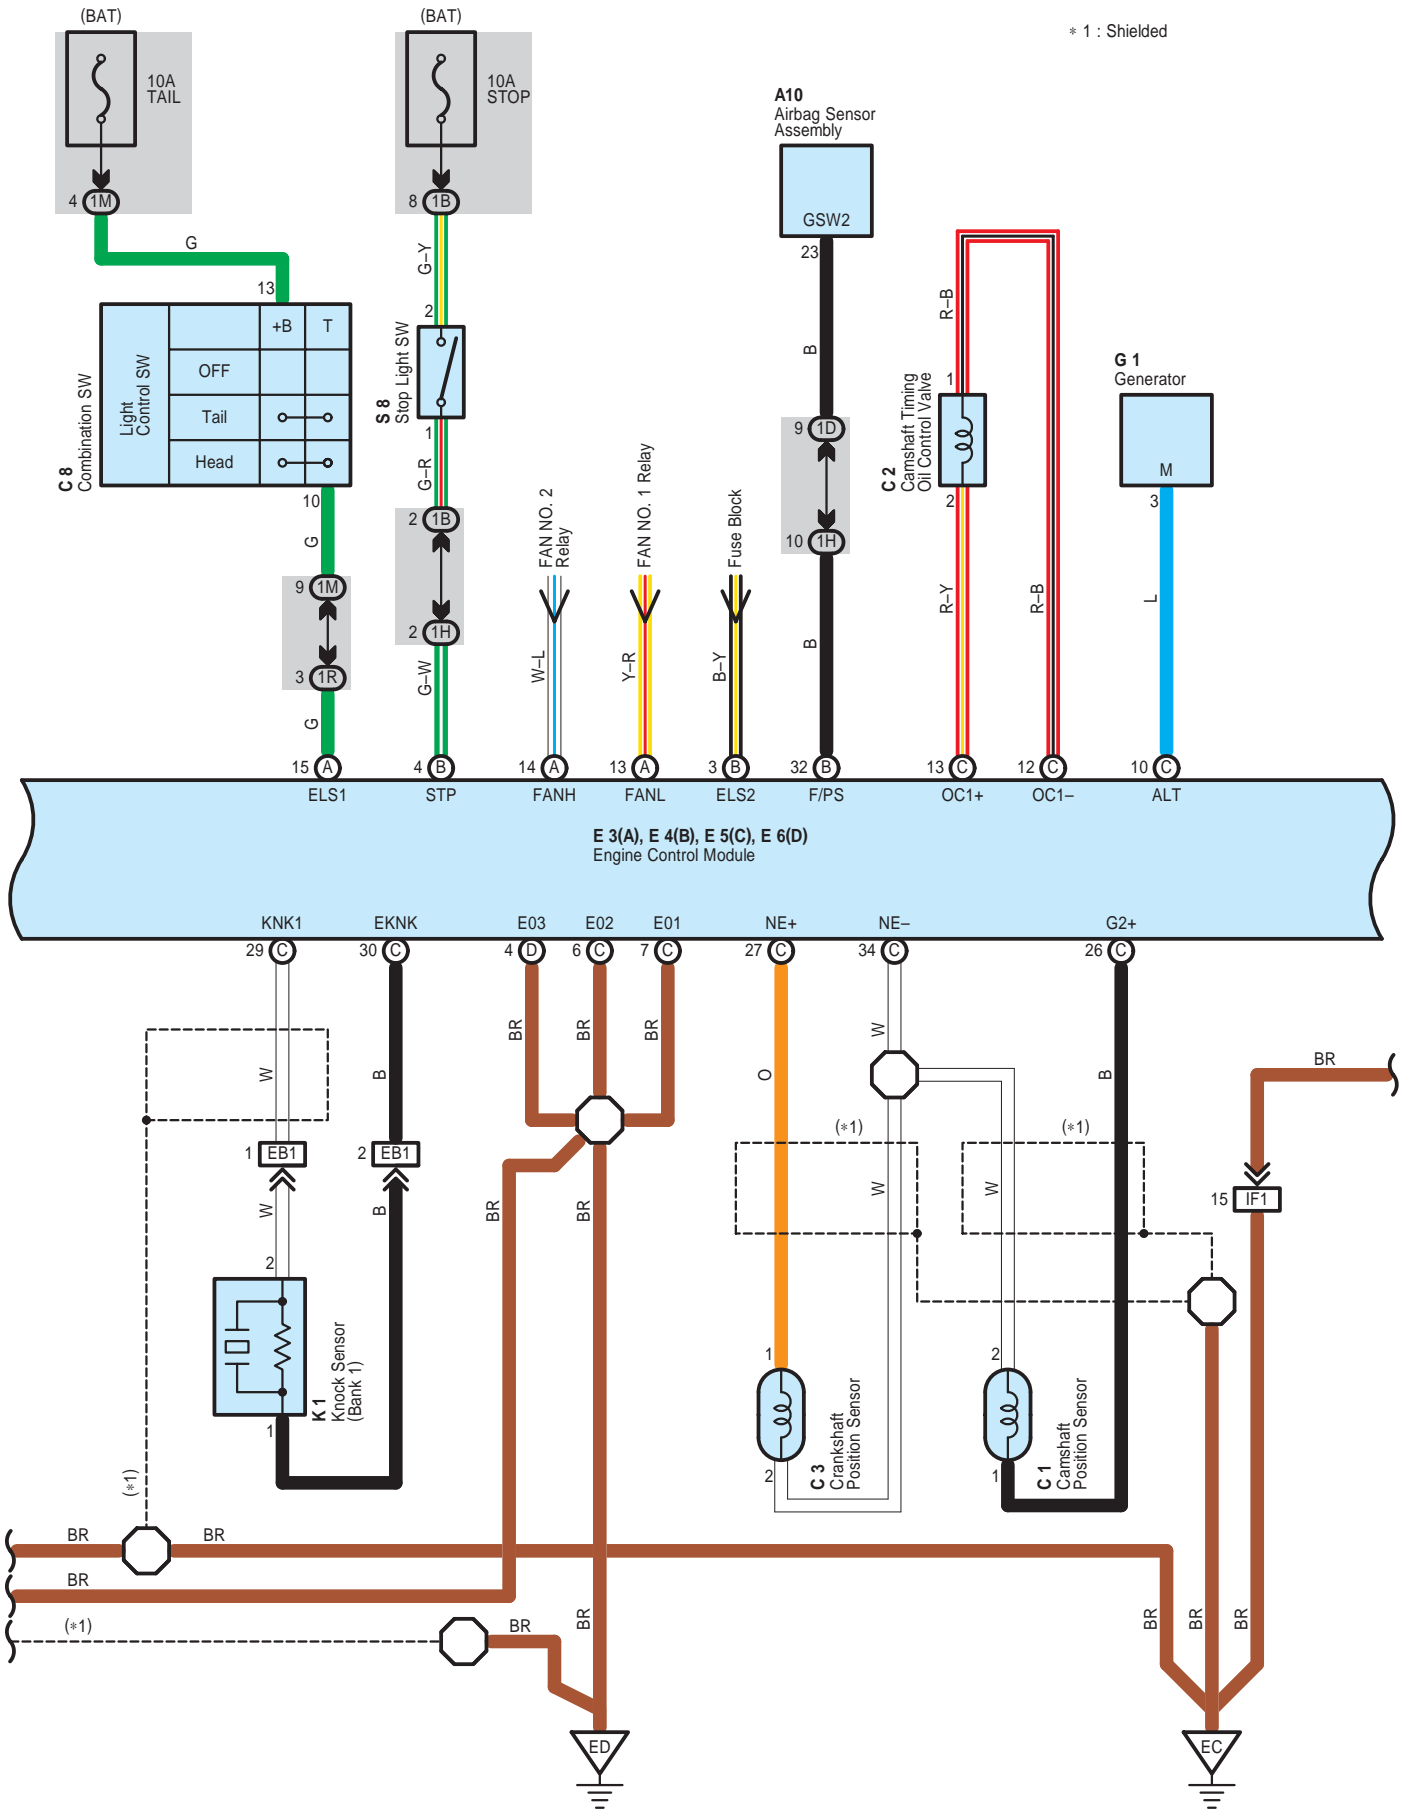 (BAT)
(BAT)
* 1 : Shielded
10A
TAIL
10A
STOP
A10
Airbag Sensor
Assembly
4
1M
8
1B
GSW2
G
G–Y
23
R–B
13
2
+B
T
OFF
Tail
Head
Light
Control SW
C 8
Combination SW
S 8
Stop Light SW
B
1
G 1
Generator
C 2
Camshaft Timing
Oil Control Valve
1
G–R
9
1D
M
10
2
3
G
2
1B
FAN NO. 2
Relay
FAN NO. 1 Relay
Fuse Block
10
1H
9
1M
R–Y
R–B
L
2
1H
3
1R
G–W
W–L
Y–R
B–Y
B
G
15
A
4
B
14
A
13
A
3
B
32
B
13
C
12
C
10
C
ELS1
STP
FANH
FANL
ELS2
F/PS
OC1+
OC1–
ALT
E 3(A), E 4(B), E 5(C), E 6(D)
Engine Control Module
KNK1
EKNK
E03
E02
E01
NE+
NE–
G2+
29
C
30
C
4
D
6
C
7
C
27
C
34
C
26
C
BR
BR
BR
W
BR
W
B
O
B
(*1)
(*1)
1
EB1
2
EB1
W
B
BR
BR
W
W
15
IF1
2
1
2
K 1
Knock Sensor
(Bank 1)
1
C 3
Crankshaft
Position Sensor
2
C 1
Camshaft
Position Sensor
1
(*1)
BR
BR
BR
(*1)
BR
BR
BR
BR
BR
ED
EC